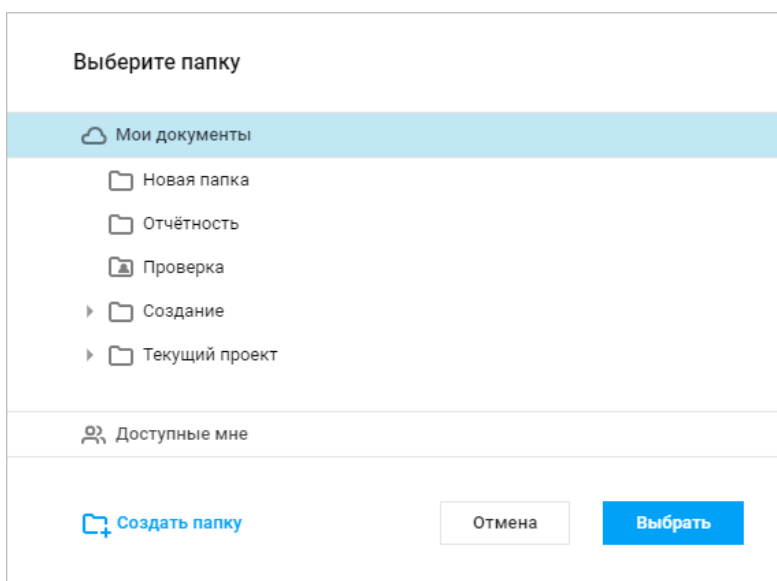 Выберите папку
Мои документы
Новая папка
Отчётность
Проверка
Создание
Текущий проект
Доступные мне
Создать папку
Отмена
Выбрать